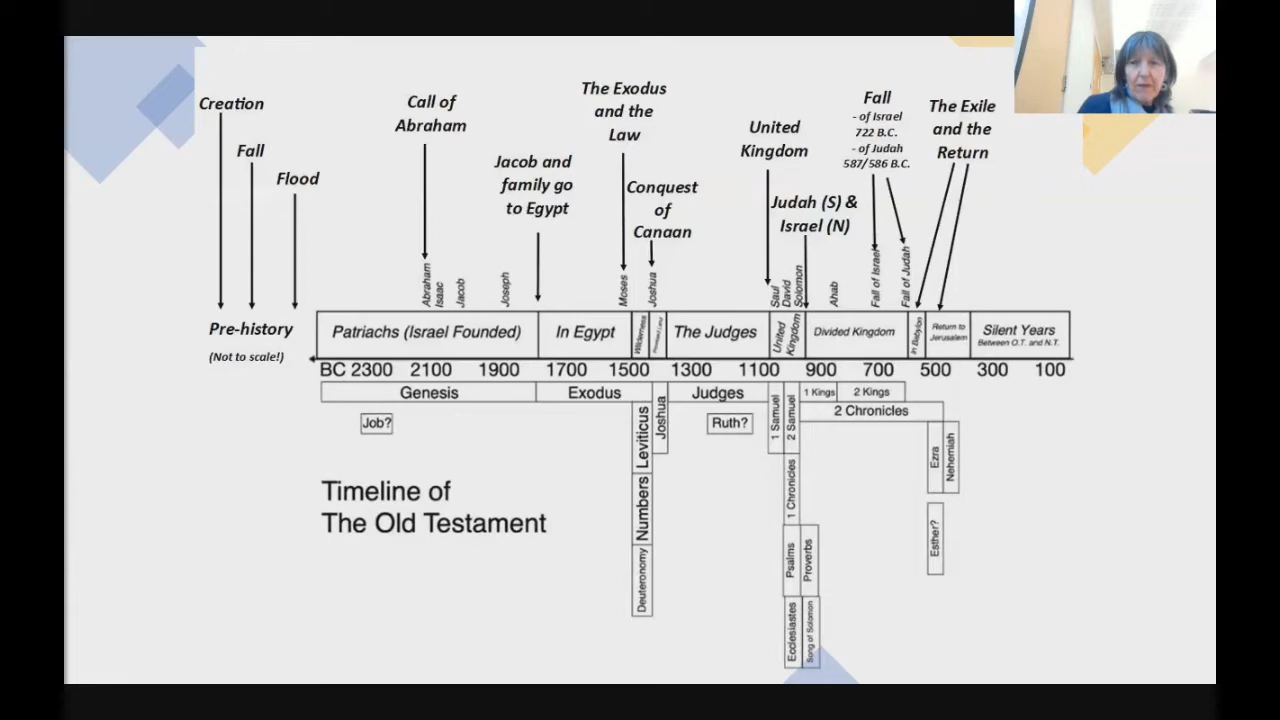 Creation
Fall
Flood
Call of
Abraham
Jacob and
family go
to Egypt
The Exodus
and the
Law
Conquest
of
Canaan
United
Kingdom
Judah (S) &
Israel (N)
Fall
- of Israel
722 B.C.
- of Judah
587/586 B.C.
The Exile
and the
Return
Abraham
Isaac
Jacob
Joseph
Moses
Joshua
Saul
David
Solomon
Ahab
Fall of Israel
Fall of Judah
Pre-history
(Not to scale!)
Patriachs (Israel Founded)
In Egypt
Wilderness
The Judges
United
Kingdom
Divided Kingdom
In Babylon
Return to
Jerusalem
Silent Years
Between O.T. and N.T.
BC 2300 2100 1900 1700 1500 1300 1100 900 700 500 300 100
Genesis
Exodus
Leviticus
Numbers
Deuteronomy
Joshua
Judges
1 Samuel
2 Samuel
1 Kings
2 Kings
2 Chronicles
Job?
Ruth?
1 Chronicles
Psalms
Proverbs
Ecclesiastes
Song of Solomon
Ezra
Nehemiah
Esther?
Timeline of
The Old Testament